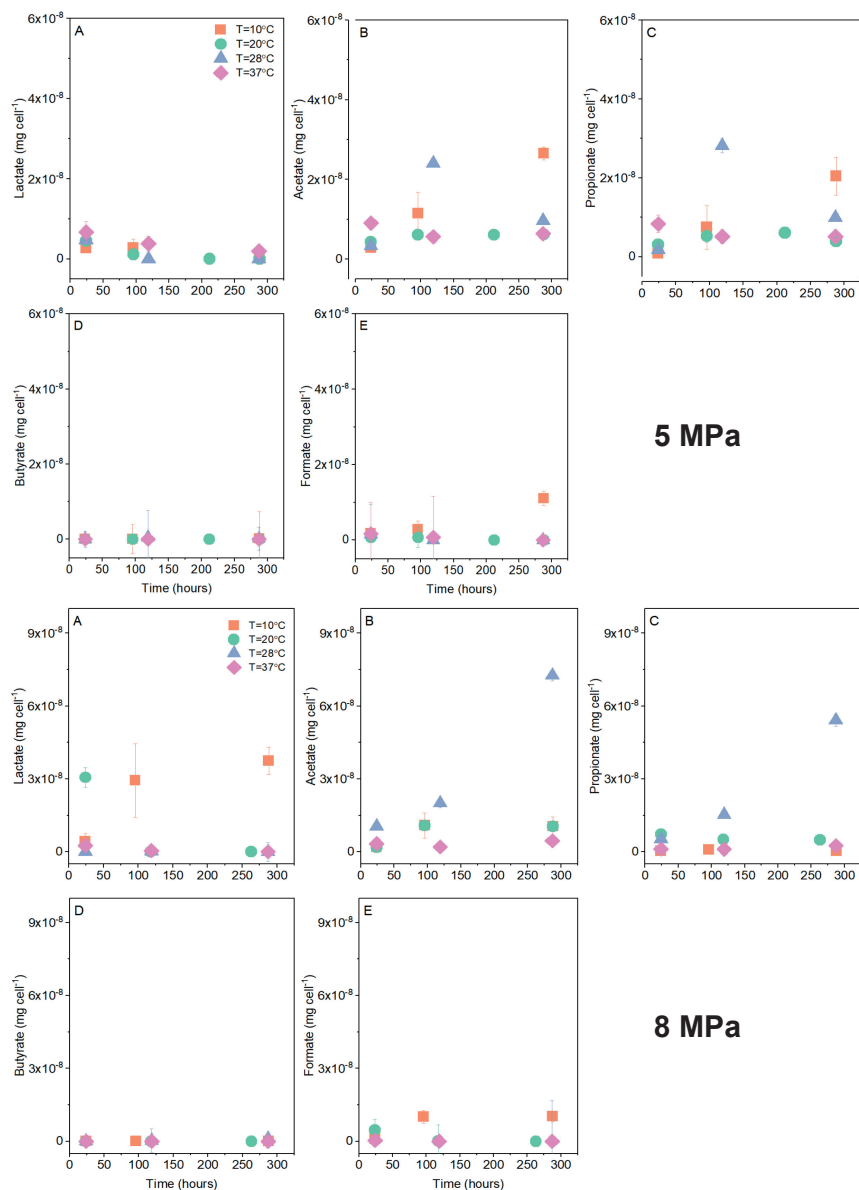 6x10-8
4x10-8
2x10-8
0
Lactate (mg cell-1)
A
T=10°C
T=20°C
T=28°C
T=37°C
0 50 100 150 200 250 300
6x10-8
4x10-8
2x10-8
0
Acetate (mg cell-1)
B
0 50 100 150 200 250 300
6x10-8
4x10-8
2x10-8
0
Propionate (mg cell-1)
C
0 50 100 150 200 250 300
6x10-8
4x10-8
2x10-8
0
Butyrate (mg cell-1)
D
0 50 100 150 200 250 300
Time (hours)
6x10-8
4x10-8
2x10-8
0
Formate (mg cell-1)
E
0 50 100 150 200 250 300
Time (hours)
5 MPa
9x10-8
6x10-8
3x10-8
0
Lactate (mg cell-1)
A
T=10°C
T=20°C
T=28°C
T=37°C
0 50 100 150 200 250 300
9x10-8
6x10-8
3x10-8
0
Acetate (mg cell-1)
B
0 50 100 150 200 250 300
9x10-8
6x10-8
3x10-8
0
Propionate (mg cell-1)
C
0 50 100 150 200 250 300
9x10-8
6x10-8
3x10-8
0
Butyrate (mg cell-1)
D
0 50 100 150 200 250 300
Time (hours)
9x10-8
6x10-8
3x10-8
0
Formate (mg cell-1)
E
0 50 100 150 200 250 300
Time (hours)
8 MPa